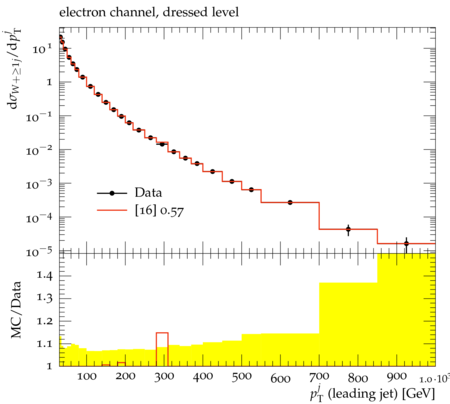 electron channel, dressed level
dσ_{W+≥1j}/dp_T^j
10^1
1
10^{-1}
10^{-2}
10^{-3}
10^{-4}
10^{-5}
Data
[16] 0.57
MC/Data
1.4
1.3
1.2
1.1
1
100 200 300 400 500 600 700 800 900 1.0·10^3
p_T^j (leading jet) [GeV]